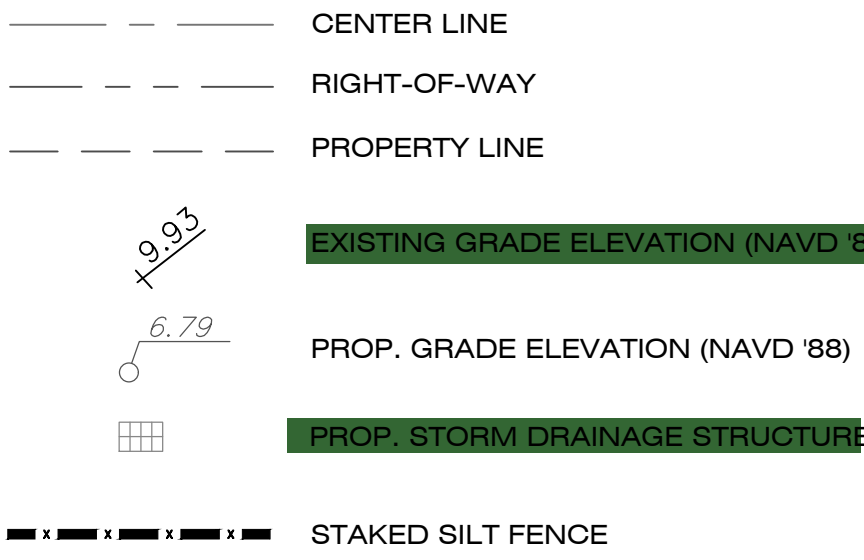 CENTER LINE
RIGHT-OF-WAY
PROPERTY LINE
9.93
EXISTING GRADE ELEVATION (NAVD '8
6.79
PROP. GRADE ELEVATION (NAVD '88)
PROP. STORM DRAINAGE STRUCTURE
x x x x
STAKED SILT FENCE